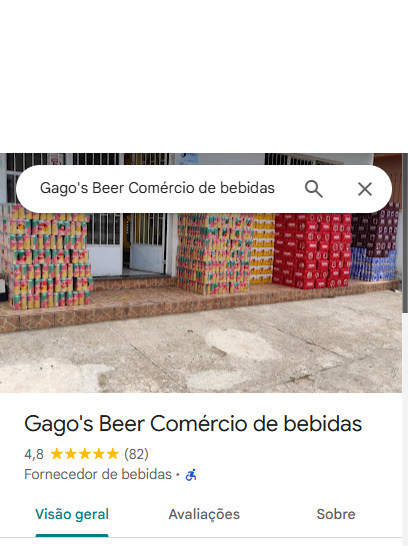 Gago's Beer Comércio de bebidas
Gago's Beer Comércio de bebidas
4,8 (82)
Fornecedor de bebidas ·
Visão geral Avaliações Sobre